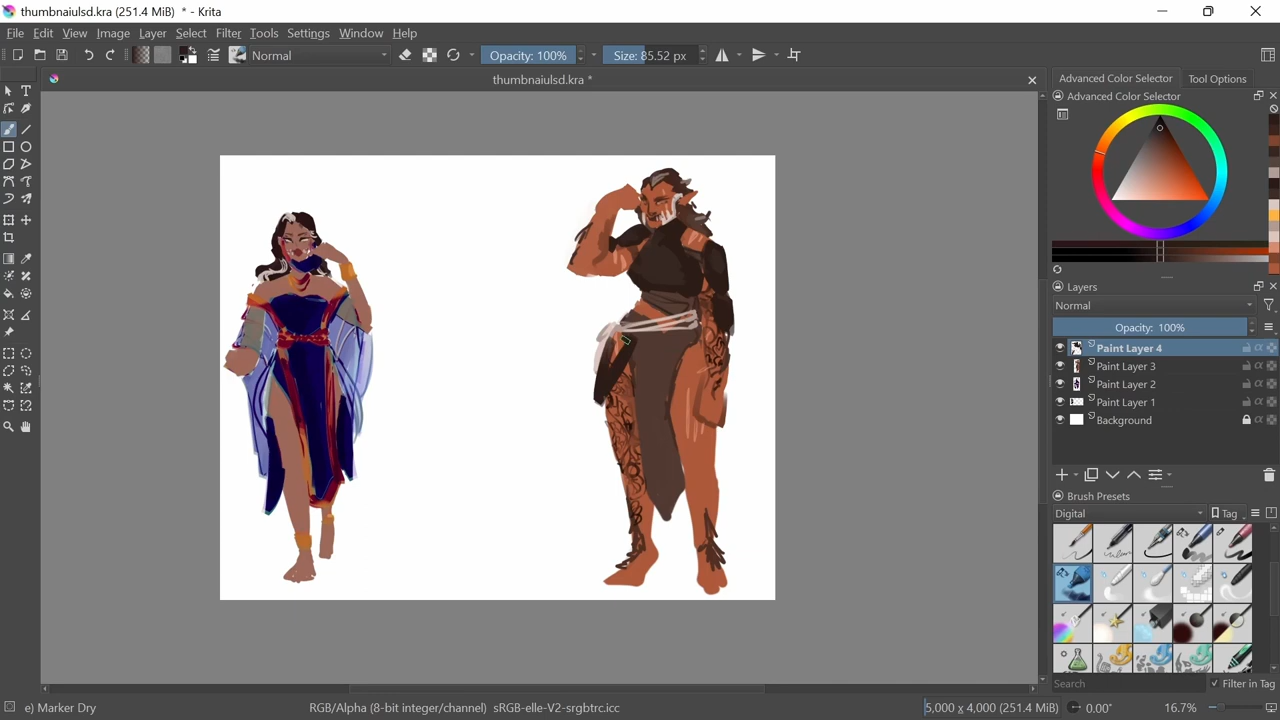 thumbnaiulsd.kra (251.4 MiB) * - Krita
File Edit View Image Layer Select Filter Tools Settings Window Help
Normal Opacity: 100% Size: 85.52 px
thumbnaiulsd.kra *
Advanced Color Selector Tool Options
Advanced Color Selector
Layers
Normal
Opacity: 100%
Paint Layer 4
Paint Layer 3
Paint Layer 2
Paint Layer 1
Background
Brush Presets
Digital Tag
Search Filter in Tag
e) Marker Dry RGB/Alpha (8-bit integer/channel) sRGB-elle-V2-srgbtrc.icc 5,000 x 4,000 (251.4 MiB) 0.00° 16.7%